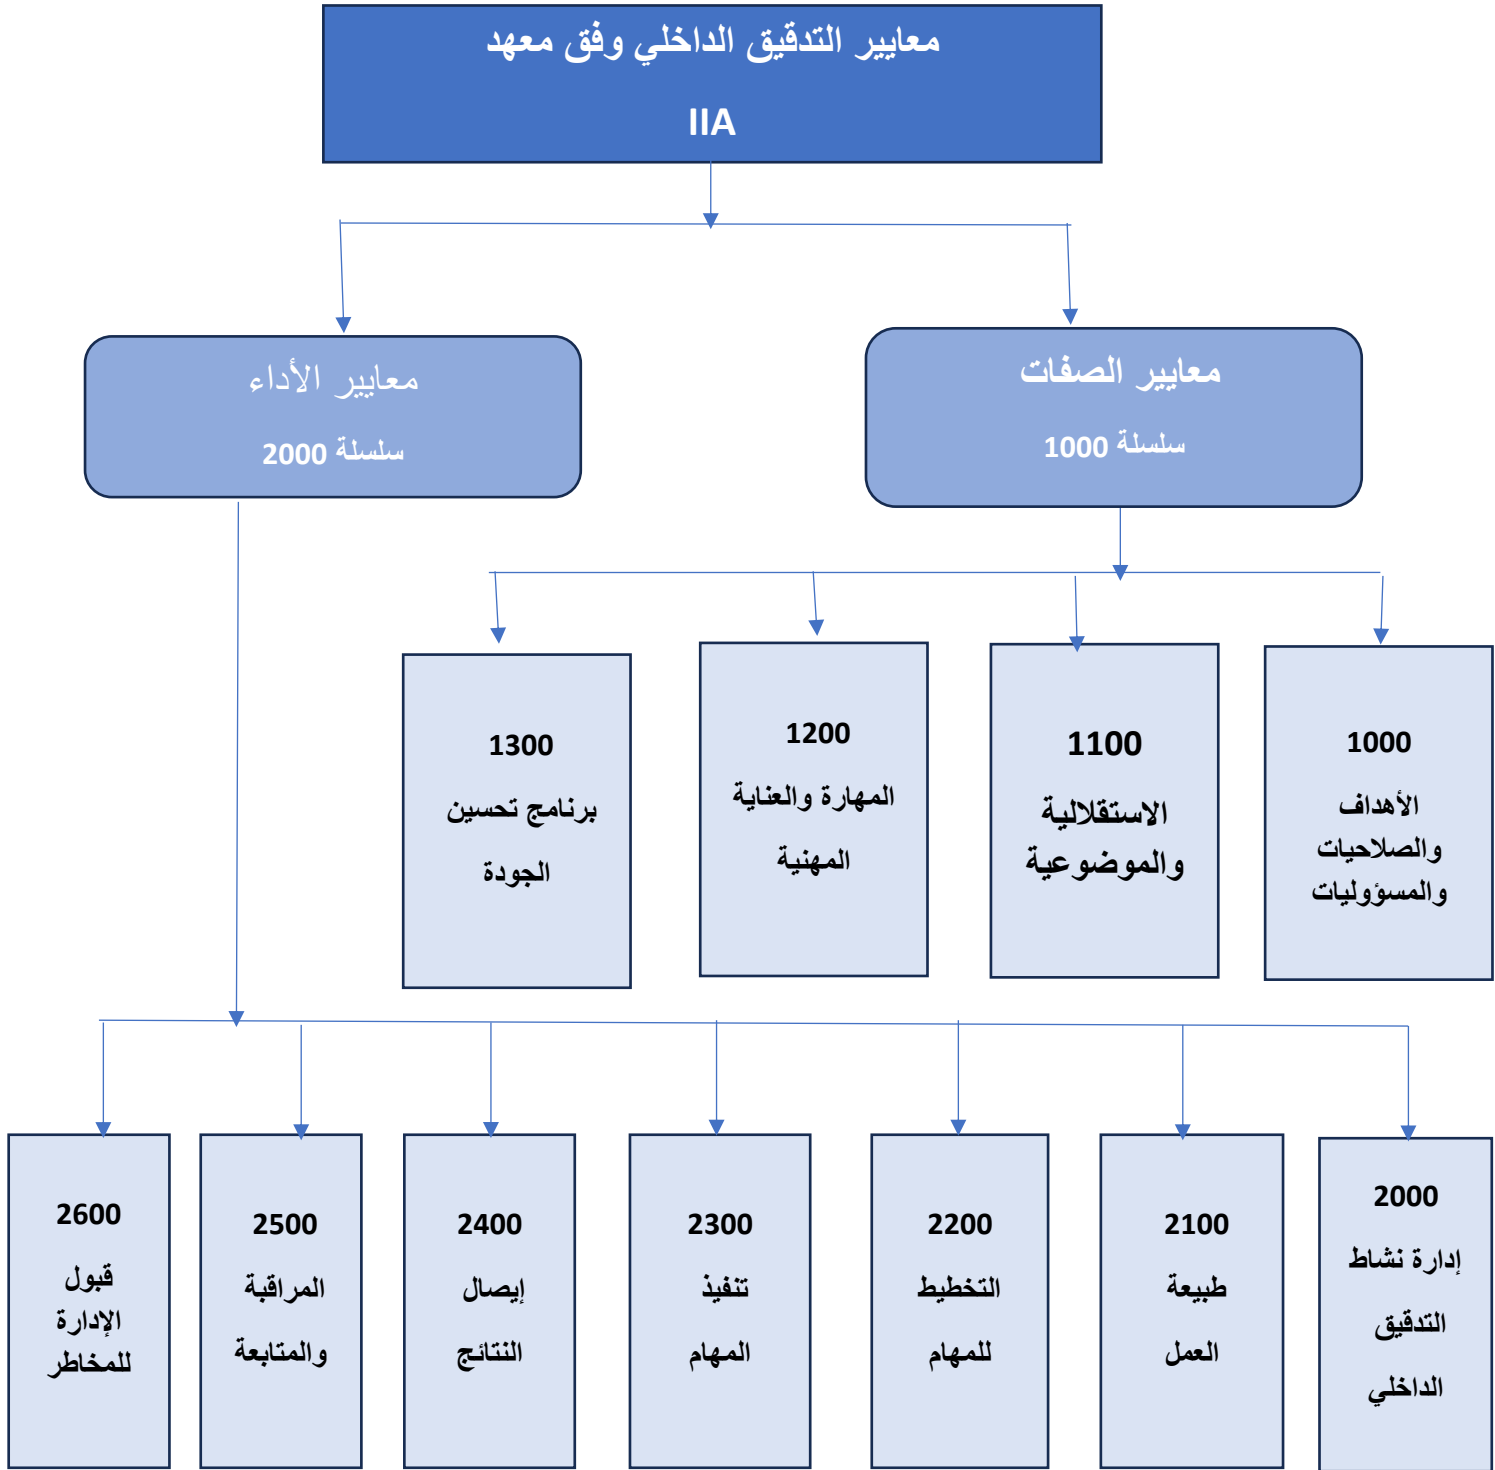 معايير التدقيق الداخلي وفق معهد
IIA
معايير الصفات
سلسلة 1000
معايير الأداء
سلسلة 2000
1000
الأهداف
والصلاحيات
والمسؤوليات
1100
الاستقلالية
والموضوعية
1200
المهارة والعناية
المهنية
1300
برنامج تحسين
الجودة
2000
إدارة نشاط
التدقيق
الداخلي
2100
طبيعة
العمل
2200
التخطيط
للمهام
2300
تنفيذ
المهام
2400
إيصال
النتائج
2500
المراقبة
والمتابعة
2600
قبول
الإدارة
للمخاطر